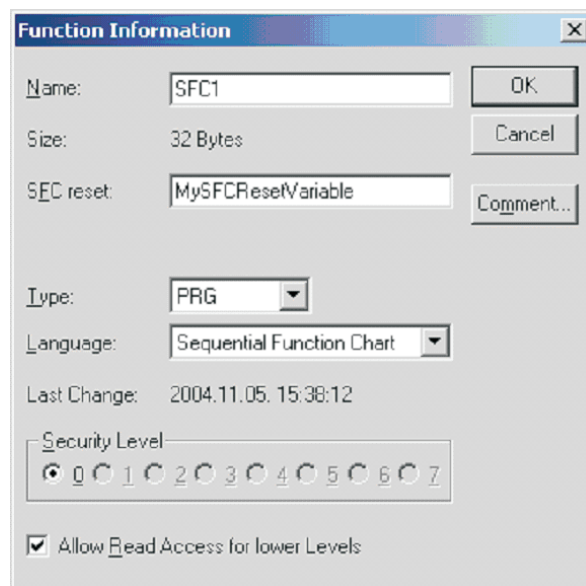 Function Information
Name: SFC1 OK
Size: 32 Bytes Cancel
SFC reset: MySFCResetVariable Comment...
Type: PRG
Language: Sequential Function Chart
Last Change: 2004.11.05. 15:38:12
Security Level
0 1 2 3 4 5 6 7
Allow Read Access for lower Levels